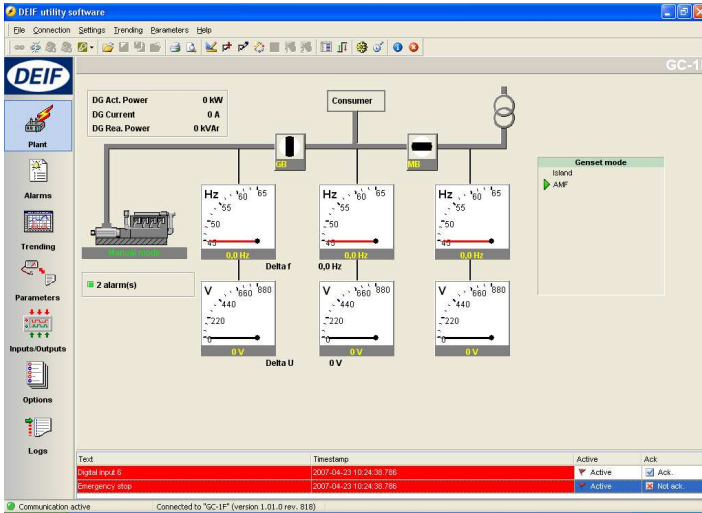 DEIF utility software
File Connection Settings Trending Parameters Help
DEIF
GC-1
Plant
Alarms
Trending
Parameters
Inputs/Outputs
Options
Logs
DG Act. Power 0 kW
DG Current 0 A
DG Rea. Power 0 kVAr
Consumer
GB
MB
Genset mode
Island
AMF
Manual mode
2 alarm(s)
Hz 45 50 55 60 65
0,0 Hz
Hz 45 50 55 60 65
0,0 Hz
Hz 45 50 55 60 65
0,0 Hz
Delta f 0,0 Hz
V 0 220 440 660 880
0 V
V 0 220 440 660 880
0 V
V 0 220 440 660 880
0 V
Delta U 0 V
Text Timestamp Active Ack
Digital input 6 2007-04-23 10:24:38.786 Active Ack.
Emergency stop 2007-04-23 10:24:38.786 Active Not ack.
Communication active Connected to "GC-1F" (version 1.01.0 rev. 818)